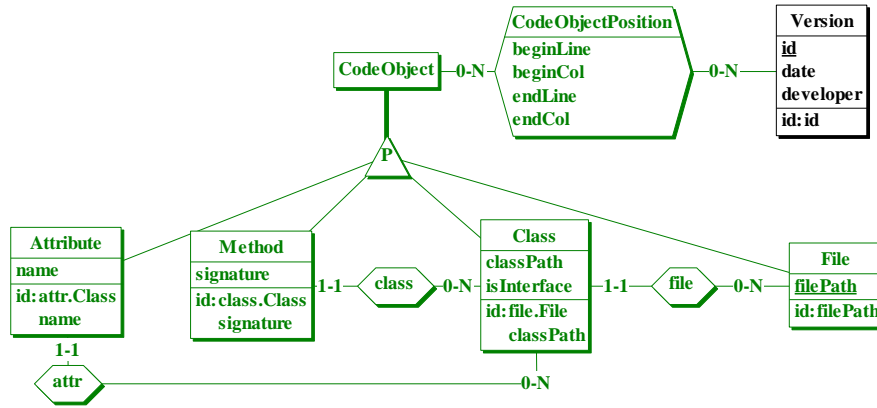 CodeObjectPosition
beginLine
beginCol
endLine
endCol
Version
id
date
developer
id:id
CodeObject
0-N
0-N
P
Attribute
name
id:attr.Class
name
Method
signature
id:class.Class
signature
1-1
class
0-N
Class
classPath
isInterface
id:file.File
classPath
1-1
file
0-N
File
filePath
id:filePath
1-1
attr
0-N